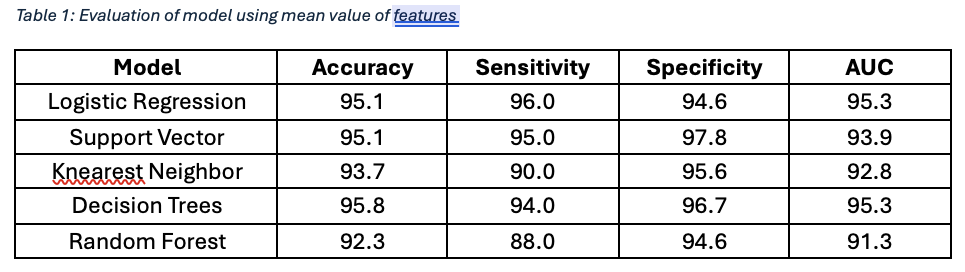 Table 1: Evaluation of model using mean value of features
Model Accuracy Sensitivity Specificity AUC
Logistic Regression 95.1 96.0 94.6 95.3
Support Vector 95.1 95.0 97.8 93.9
Knearest Neighbor 93.7 90.0 95.6 92.8
Decision Trees 95.8 94.0 96.7 95.3
Random Forest 92.3 88.0 94.6 91.3